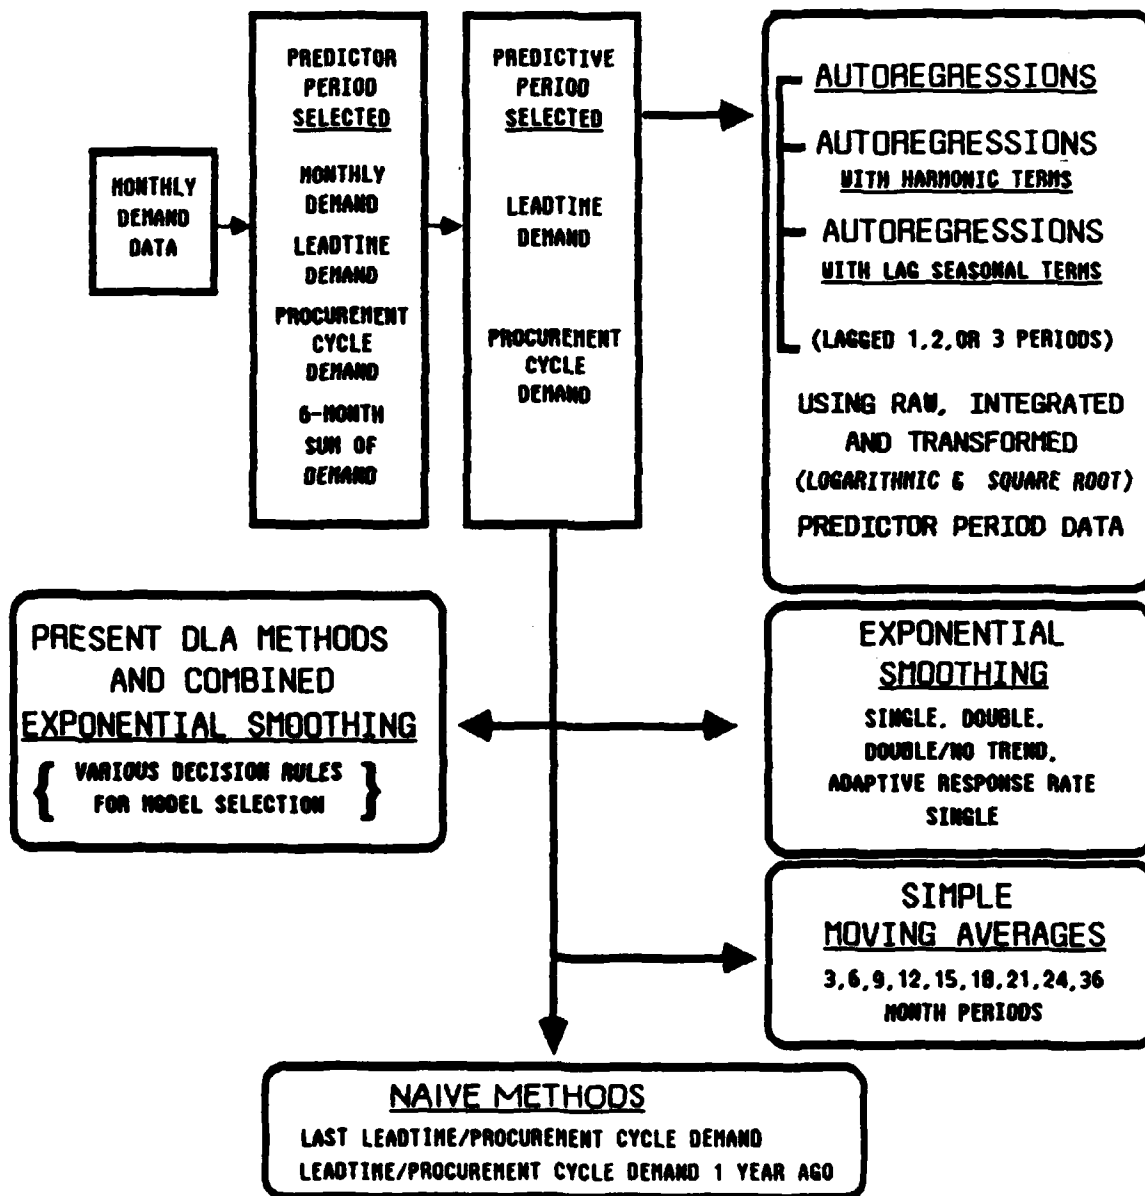 MONTHLY
DEMAND
DATA
PREDICTOR
PERIOD
SELECTED
MONTHLY
DEMAND
LEADTIME
DEMAND
PROCUREMENT
CYCLE
DEMAND
6-MONTH
SUM OF
DEMAND
PREDICTIVE
PERIOD
SELECTED
LEADTIME
DEMAND
PROCUREMENT
CYCLE
DEMAND
AUTOREGRESSIONS
AUTOREGRESSIONS
WITH HARMONIC TERMS
AUTOREGRESSIONS
WITH LAG SEASONAL TERMS
(LAGGED 1,2,OR 3 PERIODS)
USING RAW, INTEGRATED
AND TRANSFORMED
(LOGARITHMIC & SQUARE ROOT)
PREDICTOR PERIOD DATA
PRESENT DLA METHODS
AND COMBINED
EXPONENTIAL SMOOTHING
{ VARIOUS DECISION RULES
FOR MODEL SELECTION }
EXPONENTIAL
SMOOTHING
SINGLE, DOUBLE,
DOUBLE/NO TREND,
ADAPTIVE RESPONSE RATE
SINGLE
SIMPLE
MOVING AVERAGES
3,6,9,12,15,18,21,24,36
MONTH PERIODS
NAIVE METHODS
LAST LEADTIME/PROCUREMENT CYCLE DEMAND
LEADTIME/PROCUREMENT CYCLE DEMAND 1 YEAR AGO